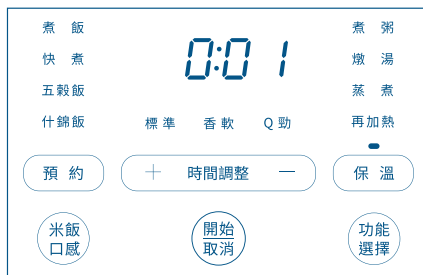 煮飯
快煮
五穀飯
什錦飯
0:01
標準 香軟 Q勁
煮粥
燉湯
蒸煮
再加熱
預約
+ 時間調整 −
保溫
米飯
口感
開始
取消
功能
選擇